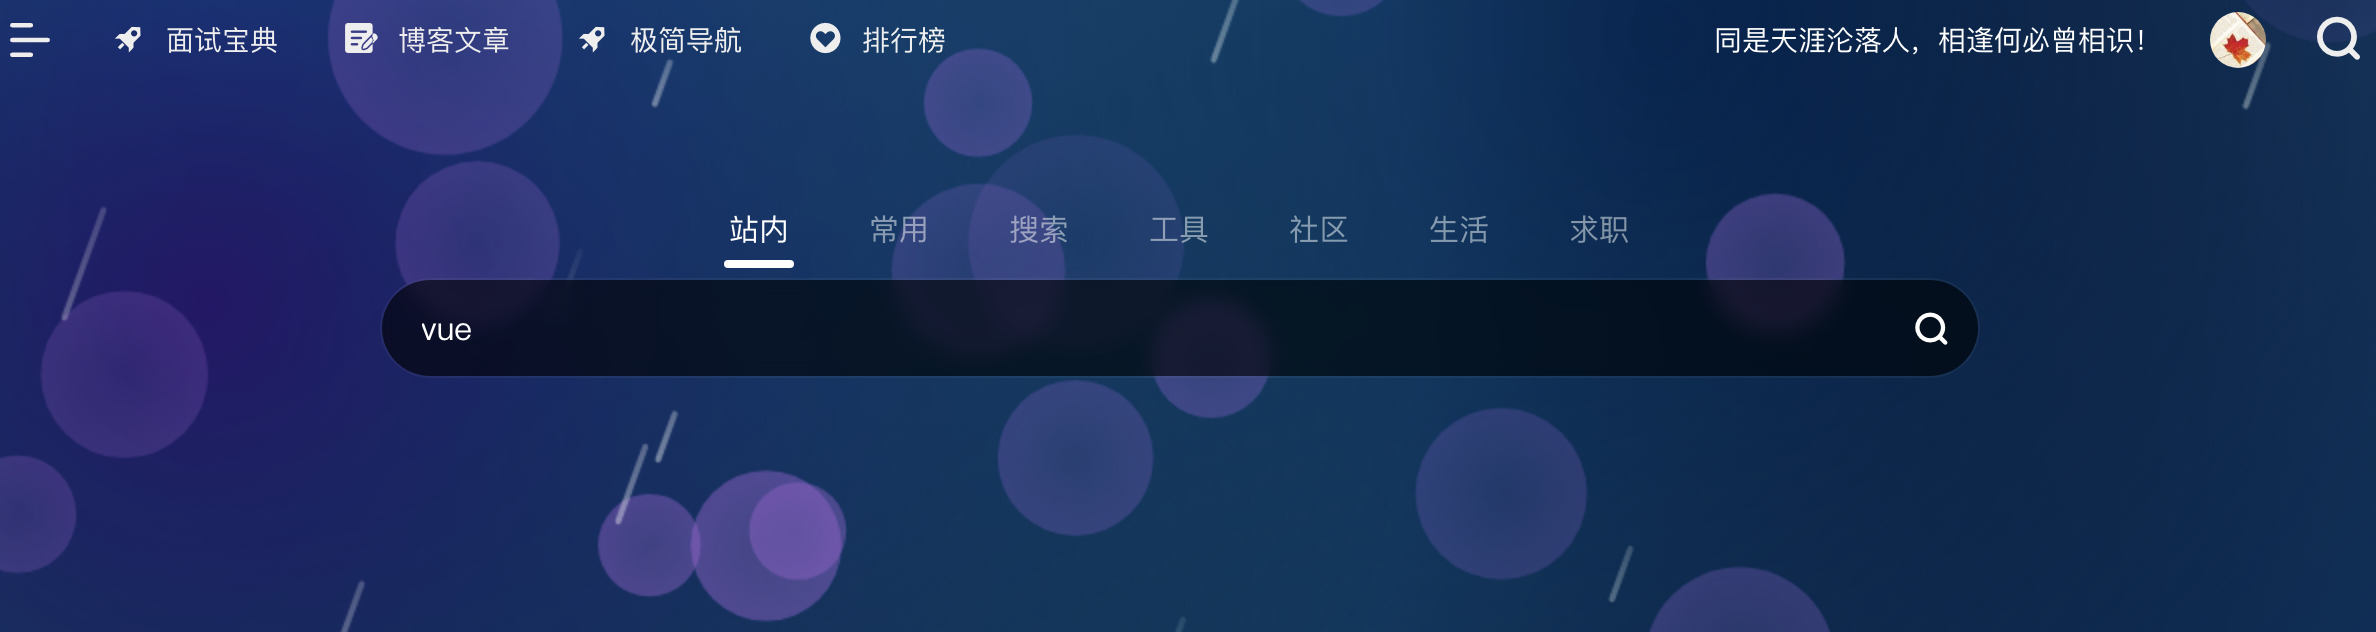 面试宝典 博客文章 极简导航 排行榜 同是天涯沦落人，相逢何必曾相识！
站内 常用 搜索 工具 社区 生活 求职
vue